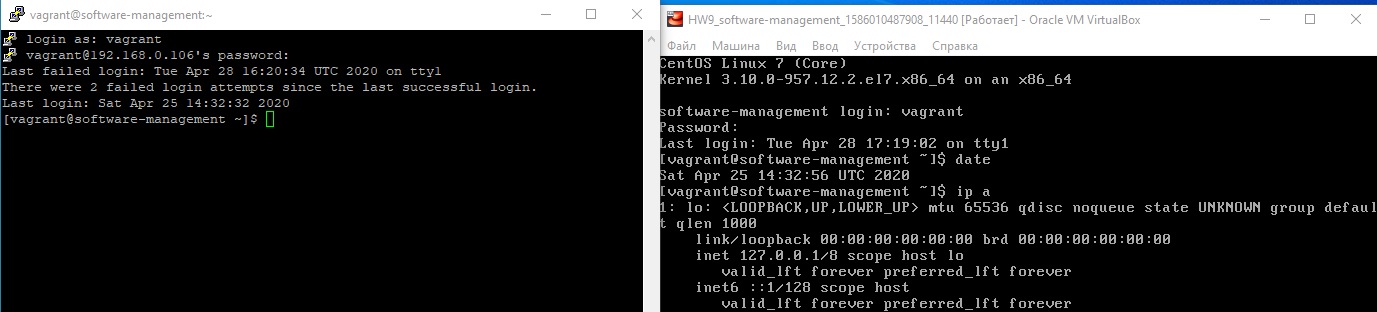 vagrant@software-management:~
login as: vagrant
vagrant@192.168.0.106's password:
Last failed login: Tue Apr 28 16:20:34 UTC 2020 on tty1
There were 2 failed login attempts since the last successful login.
Last login: Sat Apr 25 14:32:32 2020
[vagrant@software-management ~]$
HW9_software-management_1586010487908_11440 [Работает] - Oracle VM VirtualBox
Файл Машина Вид Ввод Устройства Справка
CentOS Linux 7 (Core)
Kernel 3.10.0-957.12.2.el7.x86_64 on an x86_64
software-management login: vagrant
Password:
Last login: Tue Apr 28 17:19:02 on tty1
[vagrant@software-management ~]$ date
Sat Apr 25 14:32:56 UTC 2020
[vagrant@software-management ~]$ ip a
1: lo: <LOOPBACK,UP,LOWER_UP> mtu 65536 qdisc noqueue state UNKNOWN group defaul
t qlen 1000
link/loopback 00:00:00:00:00:00 brd 00:00:00:00:00:00
inet 127.0.0.1/8 scope host lo
valid_lft forever preferred_lft forever
inet6 ::1/128 scope host
valid_lft forever preferred_lft forever